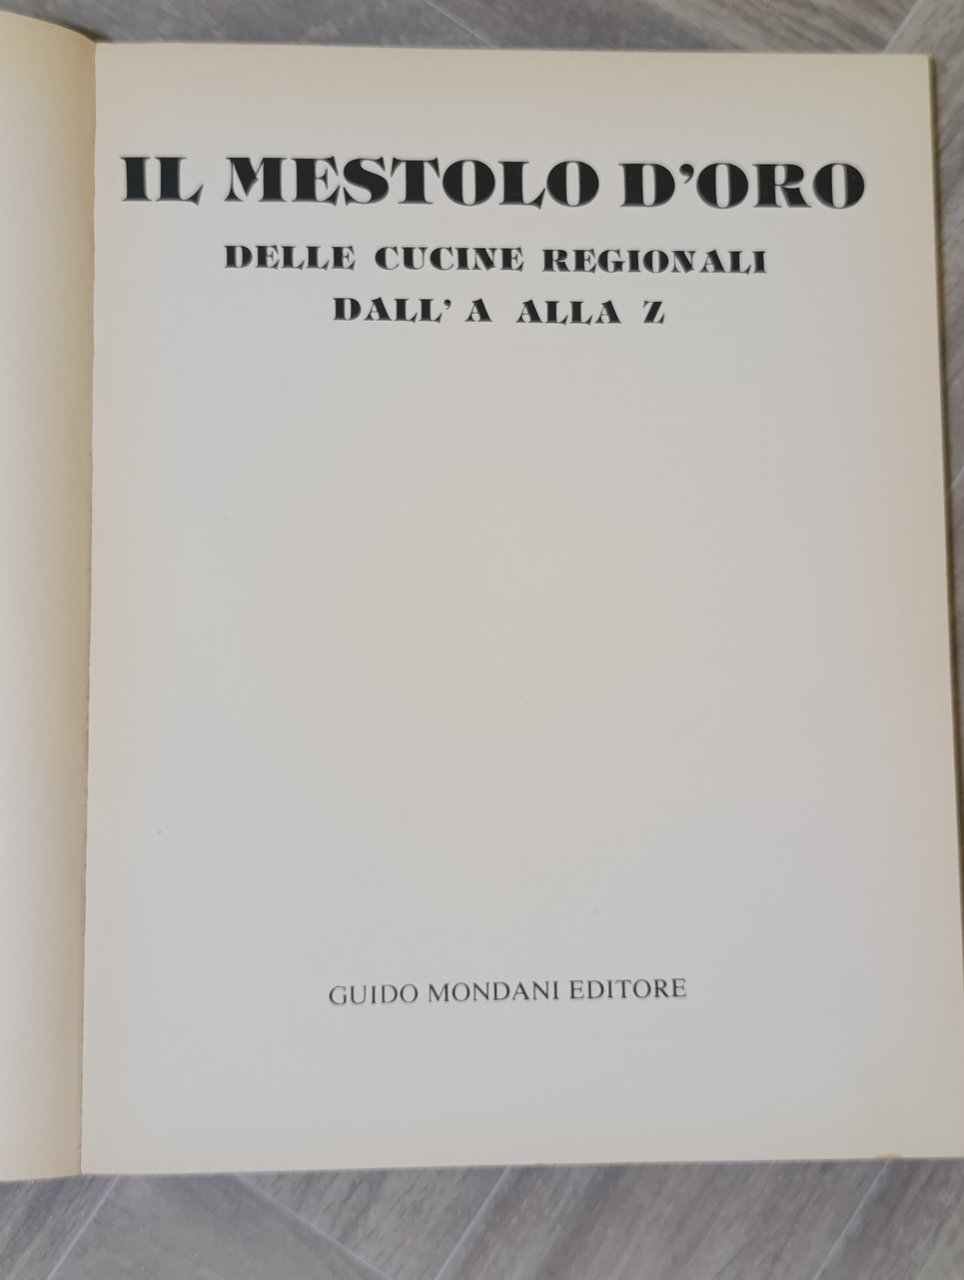 IL MESTOLO D'ORO
DELLE CUCINE REGIONALI
DALL' A ALLA Z
GUIDO MONDANI EDITORE